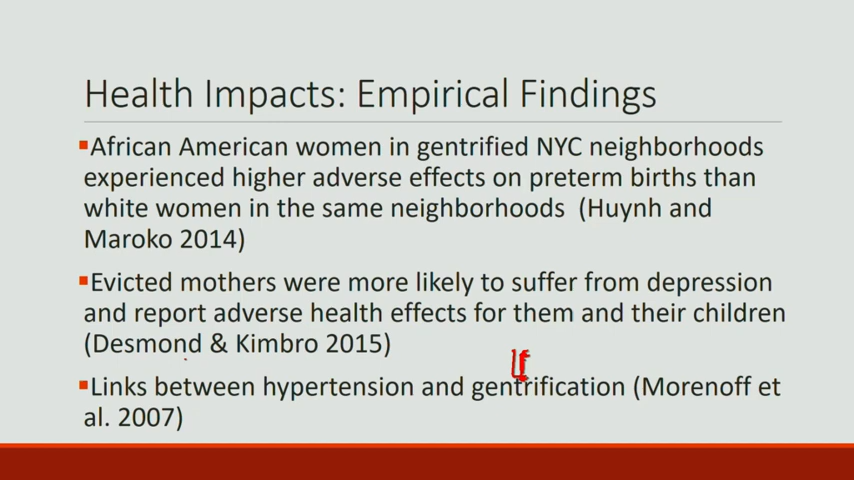 Health Impacts: Empirical Findings
African American women in gentrified NYC neighborhoods
experienced higher adverse effects on preterm births than
white women in the same neighborhoods (Huynh and
Maroko 2014)
Evicted mothers were more likely to suffer from depression
and report adverse health effects for them and their children
(Desmond & Kimbro 2015)
Links between hypertension and gentrification (Morenoff et
al. 2007)